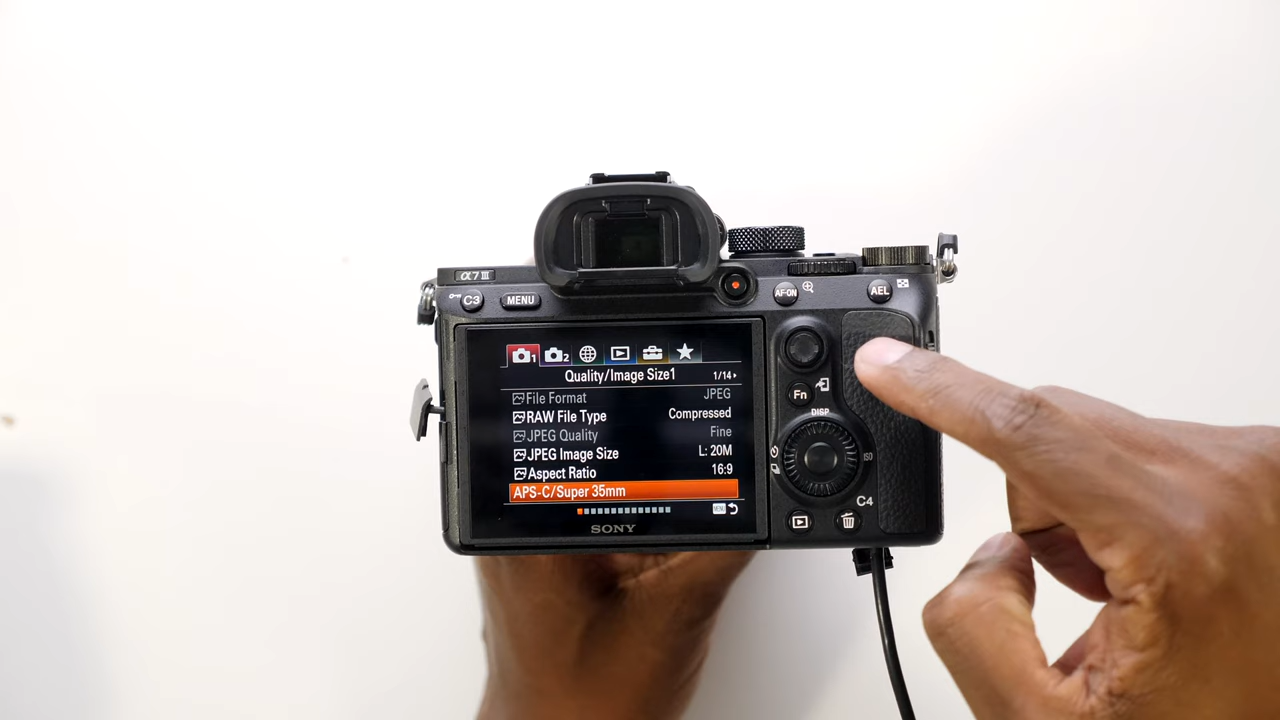 α7III
C3
MENU
AF-ON
AEL
1
2
Quality/Image Size1 1/14
File Format JPEG
RAW File Type Compressed
JPEG Quality Fine
JPEG Image Size L: 20M
Aspect Ratio 16:9
APS-C/Super 35mm
MENU
SONY
Fn
DISP
ISO
C4